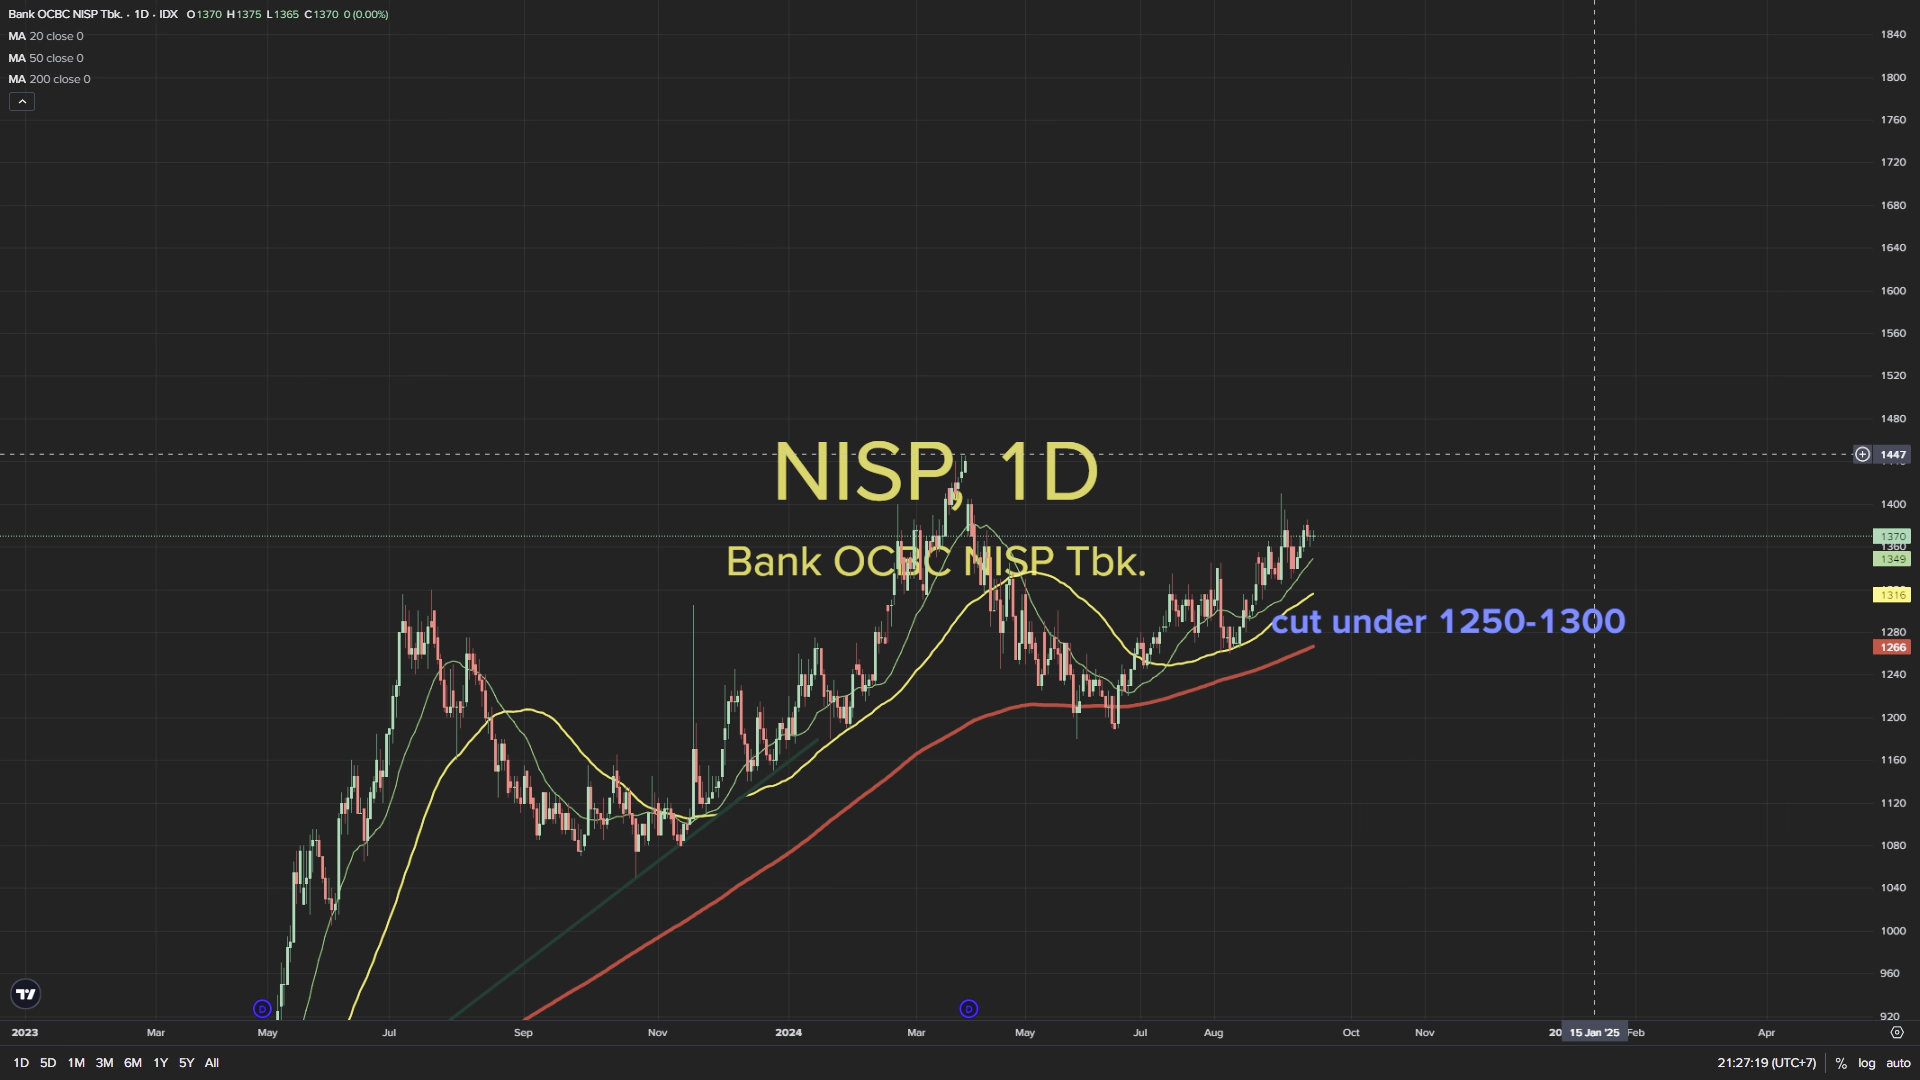 Bank OCBC NISP Tbk. · 1D · IDX O1370 H1375 L1365 C1370 0 (0.00%)
MA 20 close 0
MA 50 close 0
MA 200 close 0
NISP, 1D
Bank OCBC NISP Tbk.
cut under 1250-1300
1840
1800
1760
1720
1680
1640
1600
1560
1520
1480
1447
1400
1370
1360
1349
1316
1280
1266
1240
1200
1160
1120
1080
1040
1000
960
920
D D
2023 Mar May Jul Sep Nov 2024 Mar May Jul Aug Oct Nov 20 15 Jan '25 Feb Apr
1D 5D 1M 3M 6M 1Y 5Y All 21:27:19 (UTC+7) % log auto